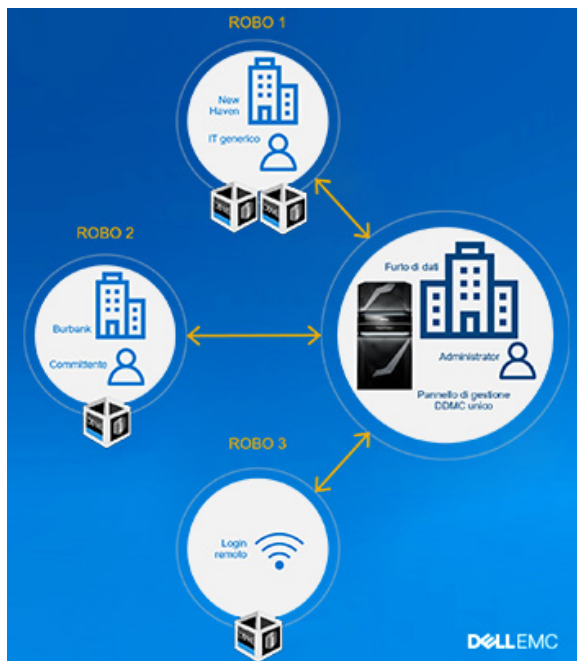 ROBO 1
New
Haven
IT generico
ROBO 2
Burbank
Committente
Furto di dati
Administrator
Pannello di gestione
DDMC unico
ROBO 3
Login
remoto
DELLEMC